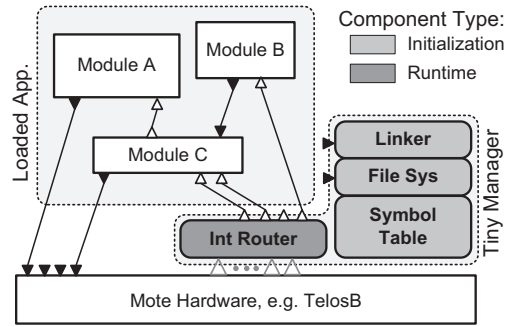 Component Type:
Initialization
Runtime
Loaded App.
Module A
Module B
Module C
Linker
File Sys
Symbol
Table
Int Router
Tiny Manager
Mote Hardware, e.g. TelosB